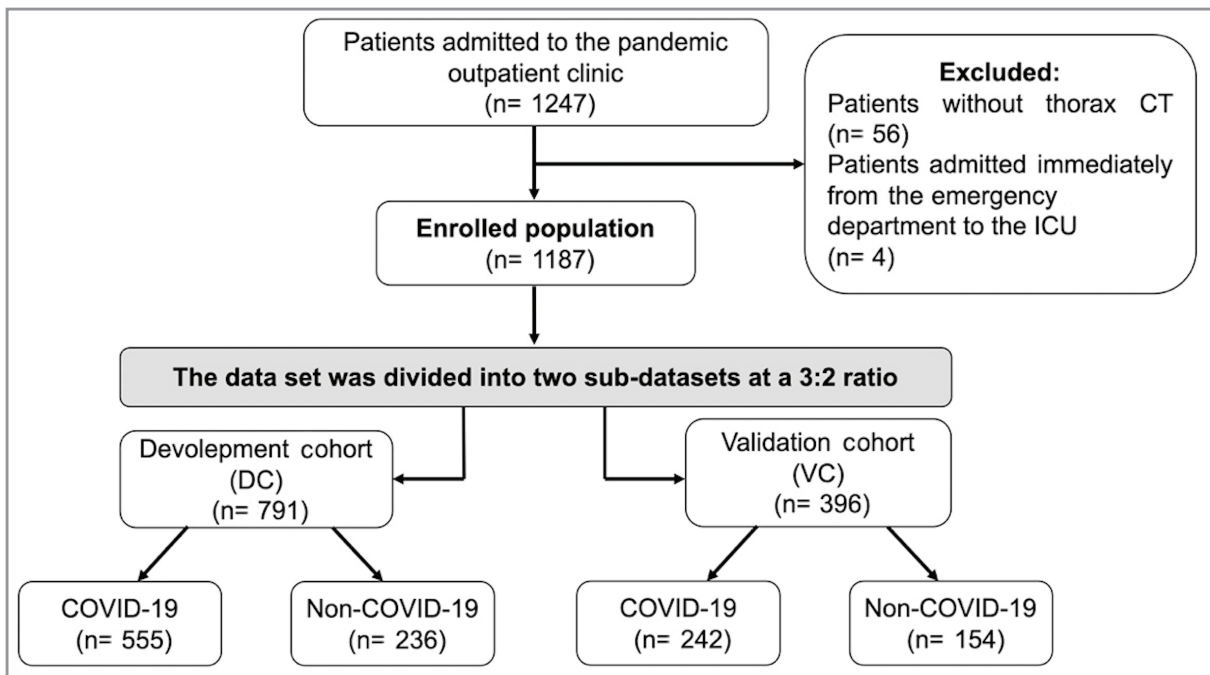 Patients admitted to the pandemic
outpatient clinic
(n= 1247)
Excluded:
Patients without thorax CT
(n= 56)
Patients admitted immediately
from the emergency
department to the ICU
(n= 4)
Enrolled population
(n= 1187)
The data set was divided into two sub-datasets at a 3:2 ratio
Devolepment cohort
(DC)
(n= 791)
Validation cohort
(VC)
(n= 396)
COVID-19
(n= 555)
Non-COVID-19
(n= 236)
COVID-19
(n= 242)
Non-COVID-19
(n= 154)